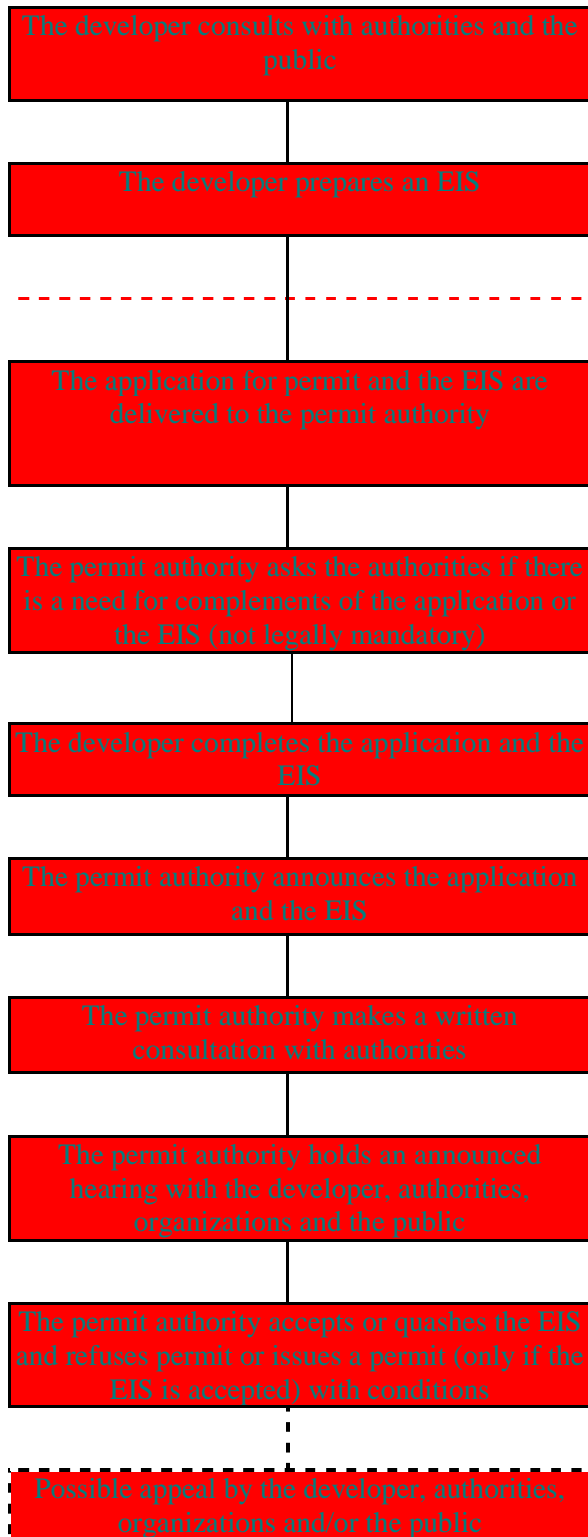 The developer consults with authorities and the
public
The developer prepares an EIS
The application for permit and the EIS are
delivered to the permit authority
The permit authority asks the authorities if there
is a need for complements of the application or
the EIS (not legally mandatory)
The developer completes the application and the
EIS
The permit authority announces the application
and the EIS
The permit authority makes a written
consultation with authorities
The permit authority holds an announced
hearing with the developer, authorities,
organizations and the public
The permit authority accepts or quashes the EIS
and refuses permit or issues a permit (only if the
EIS is accepted) with conditions
Possible appeal by the developer, authorities,
organizations and/or the public